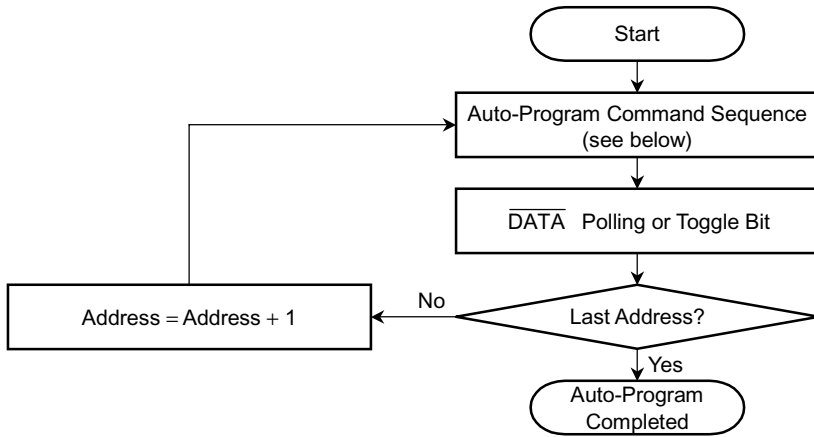 Start
Auto-Program Command Sequence
(see below)
D̅A̅T̅A̅ Polling or Toggle Bit
No
Address = Address + 1
Last Address?
Yes
Auto-Program
Completed